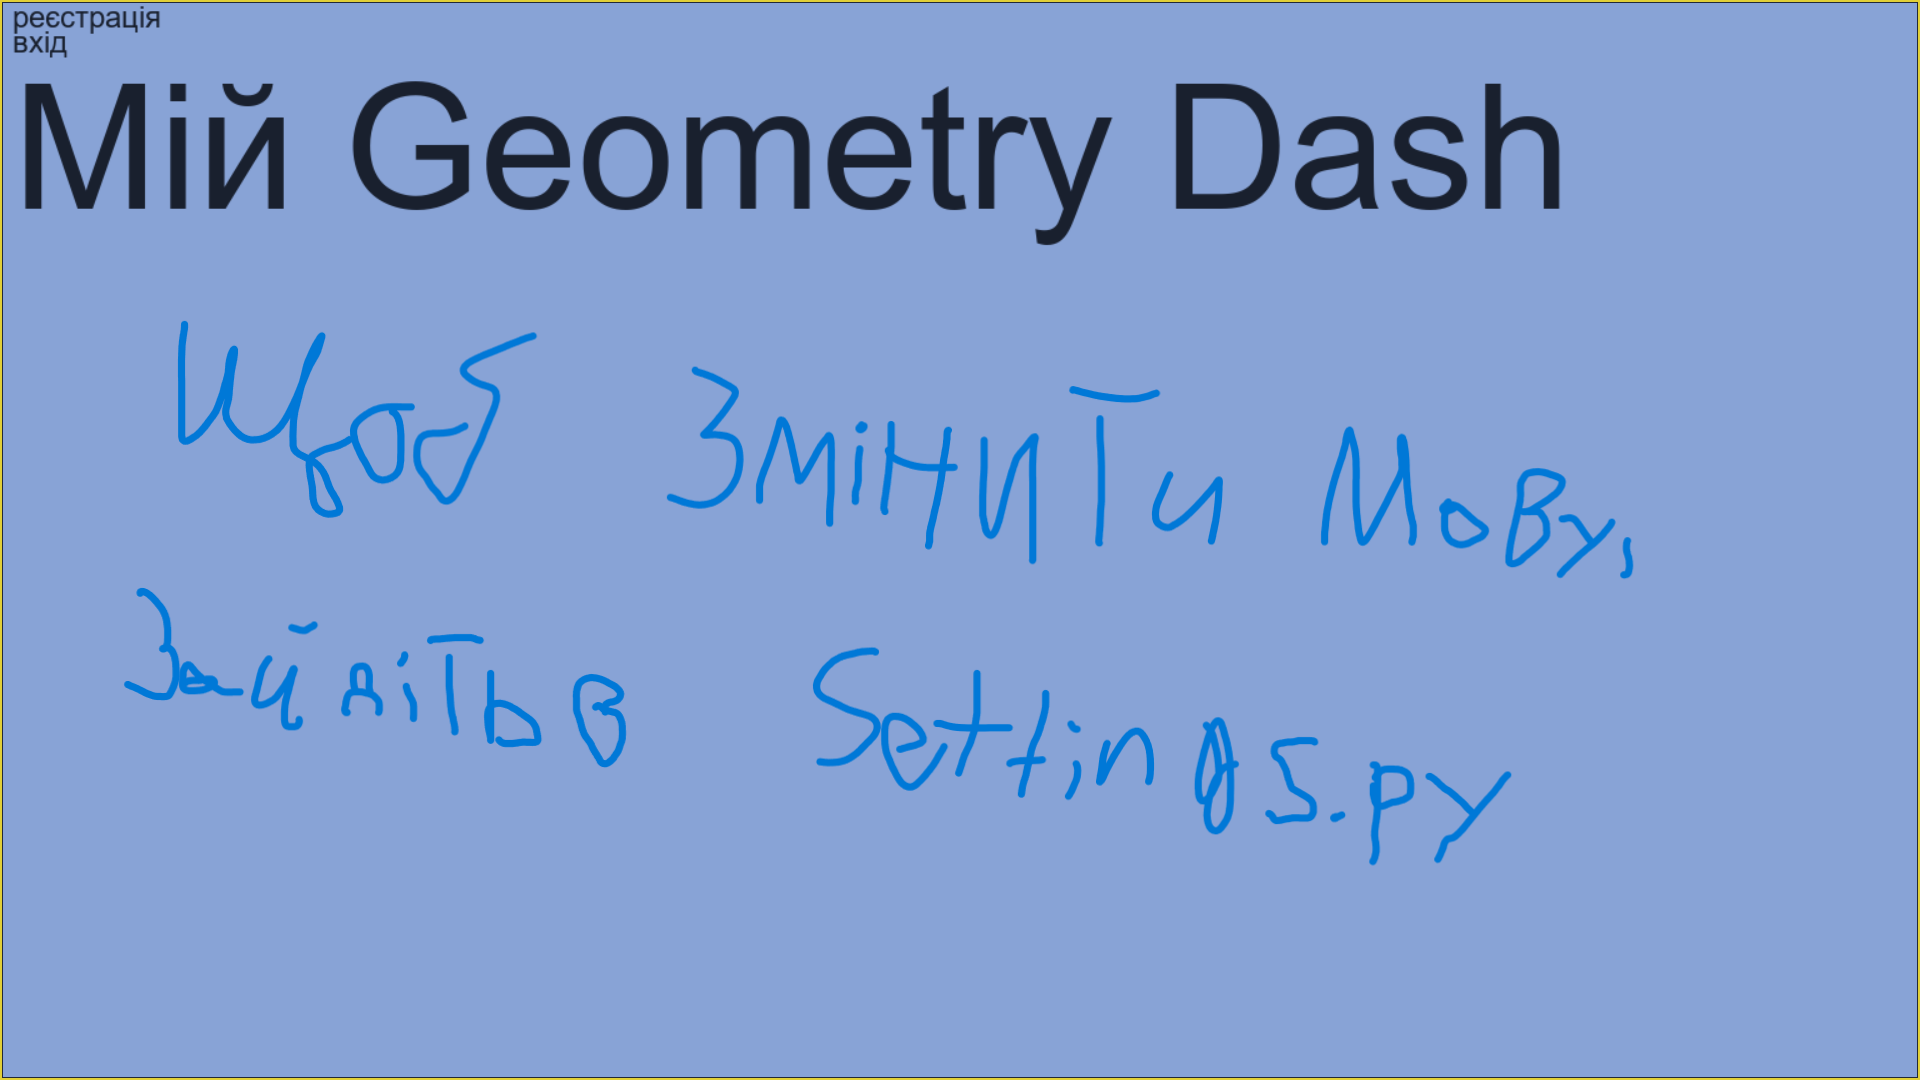 реєстрація
вхід
Мій Geometry Dash
Щоб змінити мову,
Зайдіть в Settings.py